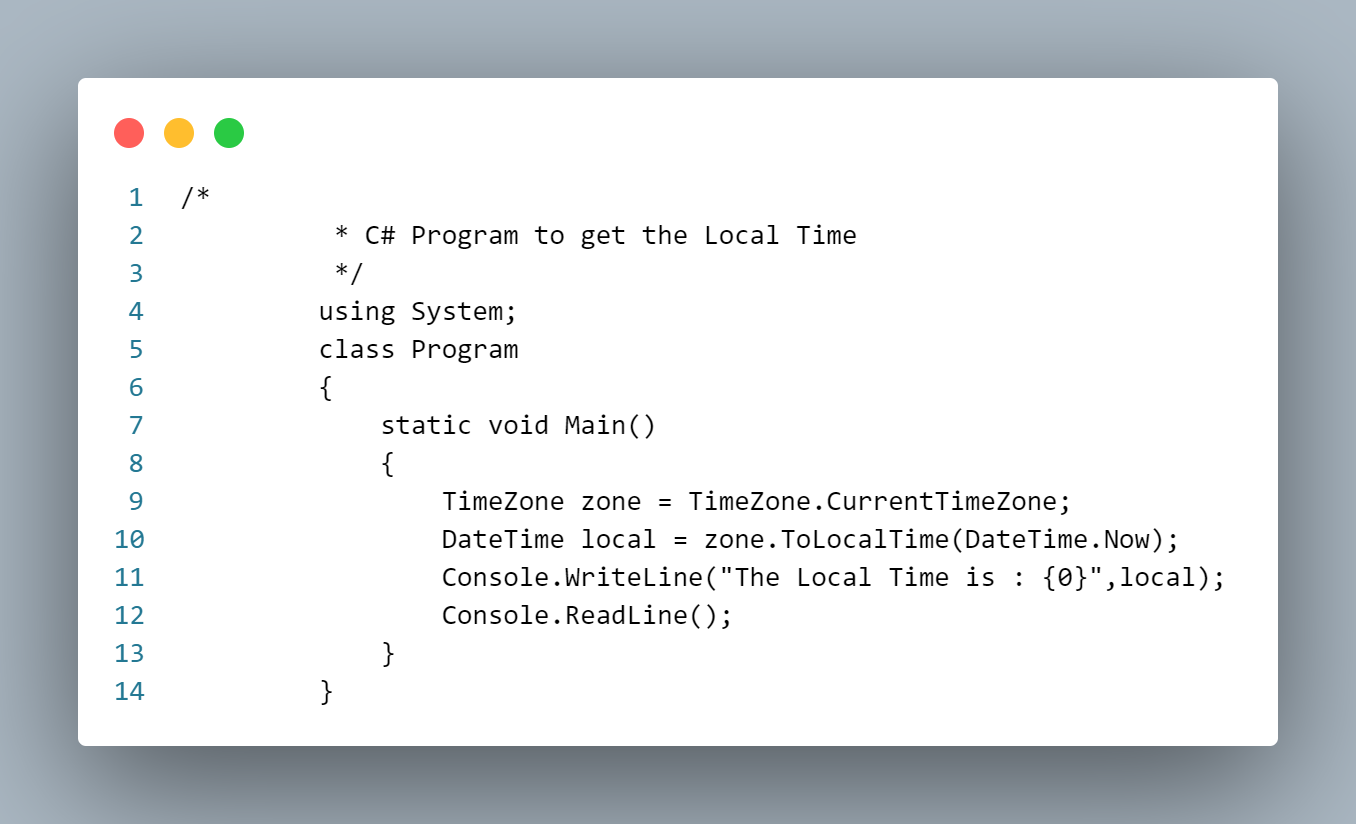 1 /*
2           * C# Program to get the Local Time
3           */
4          using System;
5          class Program
6          {
7              static void Main()
8              {
9                  TimeZone zone = TimeZone.CurrentTimeZone;
10                 DateTime local = zone.ToLocalTime(DateTime.Now);
11                 Console.WriteLine("The Local Time is : {0}",local);
12                 Console.ReadLine();
13             }
14         }